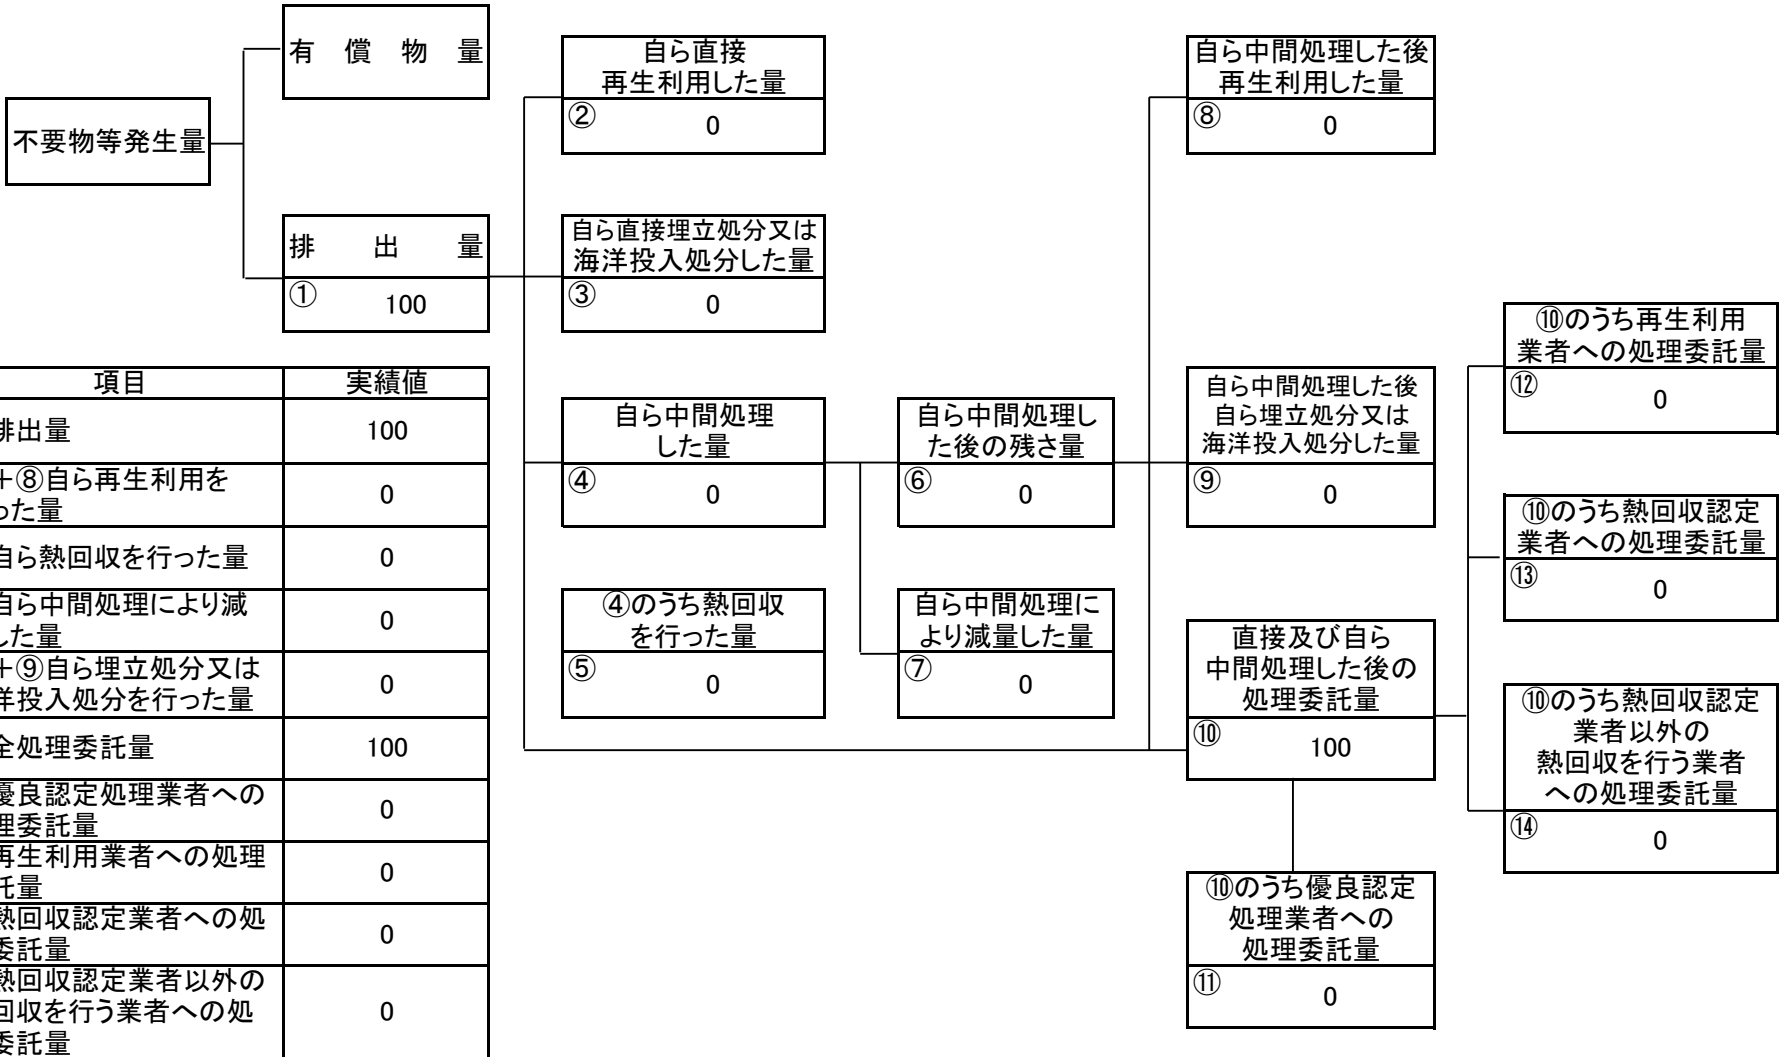 有 償 物 量
不要物等発生量
排 出 量
① 100
自ら直接
再生利用した量
② 0
自ら直接埋立処分又は
海洋投入処分した量
③ 0
自ら中間処理
した量
④ 0
④のうち熱回収
を行った量
⑤ 0
自ら中間処理し
た後の残さ量
⑥ 0
自ら中間処理に
より減量した量
⑦ 0
自ら中間処理した後
再生利用した量
⑧ 0
自ら中間処理した後
自ら埋立処分又は
海洋投入処分した量
⑨ 0
直接及び自ら
中間処理した後の
処理委託量
⑩ 100
⑩のうち優良認定
処理業者への
処理委託量
⑪ 0
⑩のうち再生利用
業者への処理委託量
⑫ 0
⑩のうち熱回収認定
業者への処理委託量
⑬ 0
⑩のうち熱回収認定
業者以外の
熱回収を行う業者
への処理委託量
⑭ 0
項目 実績値
排出量 100
+⑧自ら再生利用を
った量 0
自ら熱回収を行った量 0
自ら中間処理により減
した量 0
+⑨自ら埋立処分又は
洋投入処分を行った量 0
全処理委託量 100
優良認定処理業者への
理委託量 0
再生利用業者への処理
託量 0
熱回収認定業者への処
委託量 0
熱回収認定業者以外の
回収を行う業者への処
委託量 0